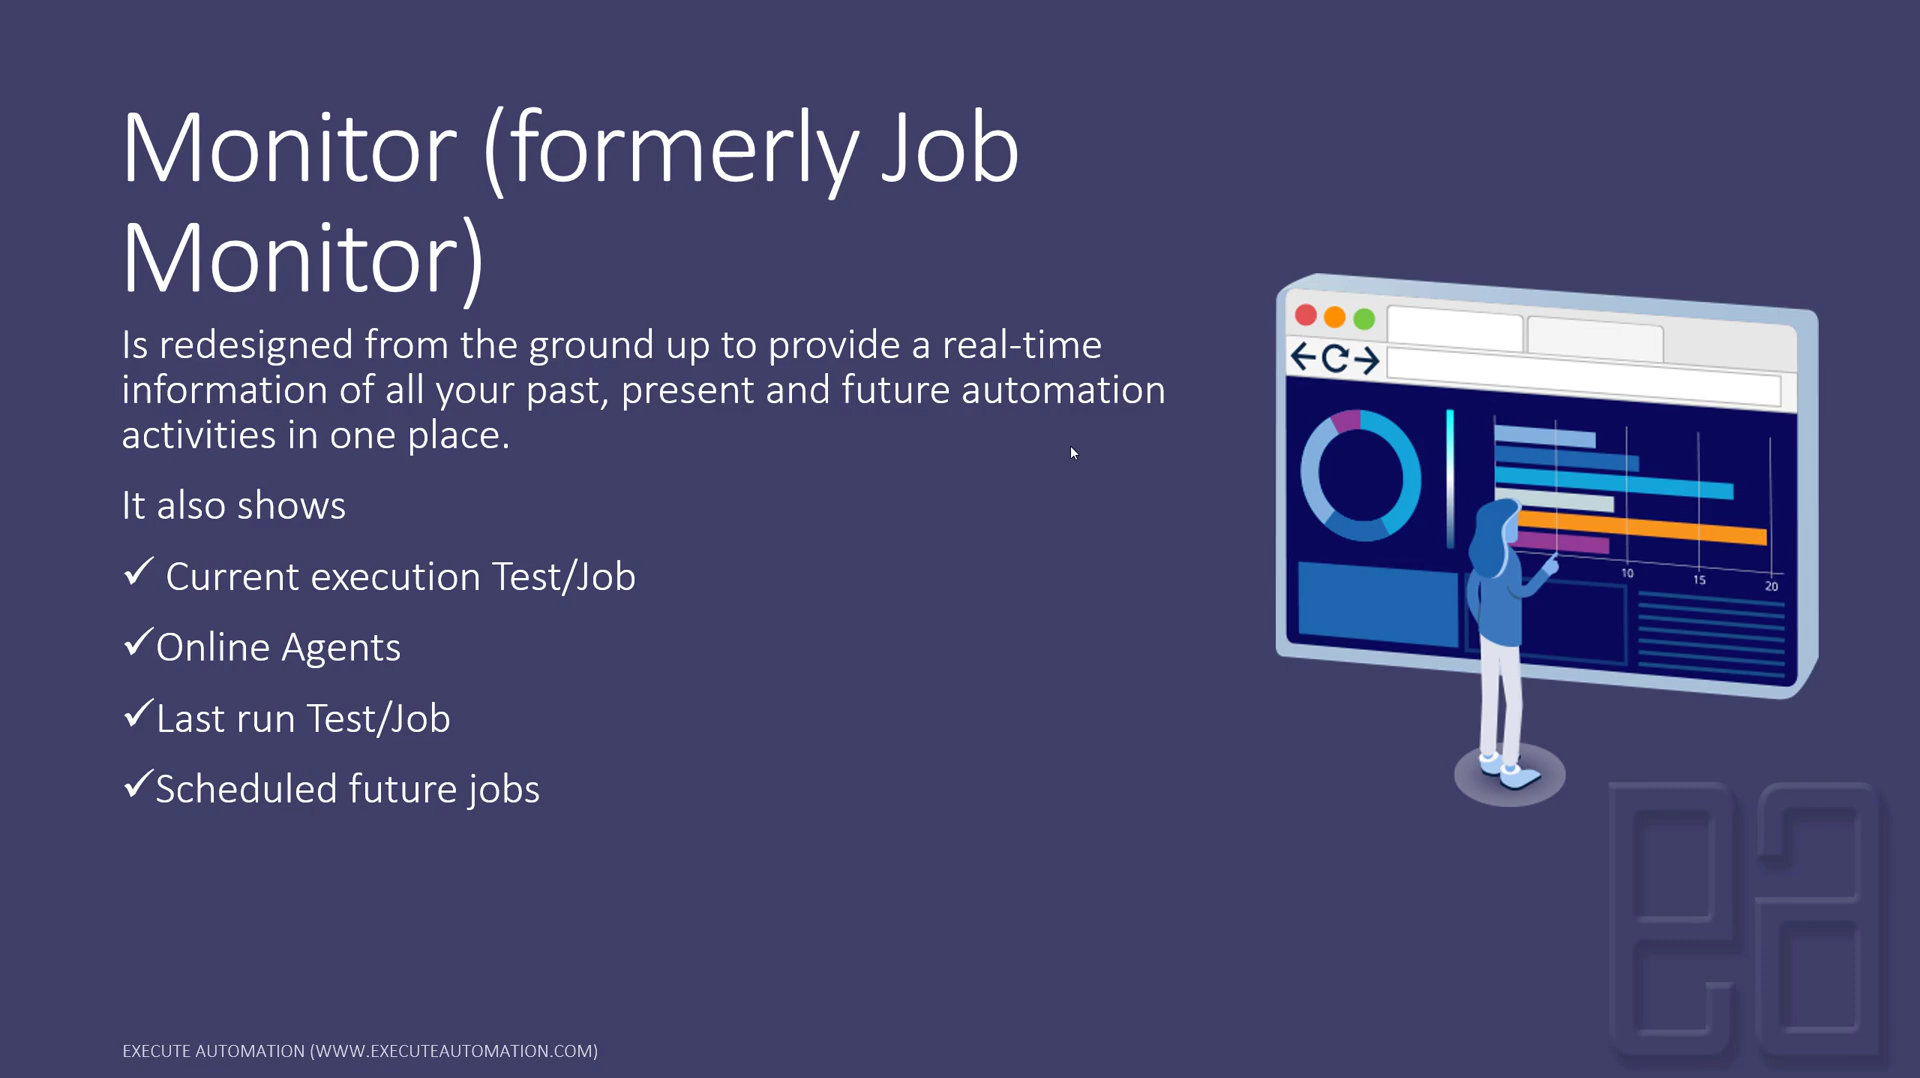 Monitor (formerly Job
Monitor)
Is redesigned from the ground up to provide a real-time
information of all your past, present and future automation
activities in one place.
It also shows
✓ Current execution Test/Job
✓Online Agents
✓Last run Test/Job
✓Scheduled future jobs
10 15 20
ea
EXECUTE AUTOMATION (WWW.EXECUTEAUTOMATION.COM)